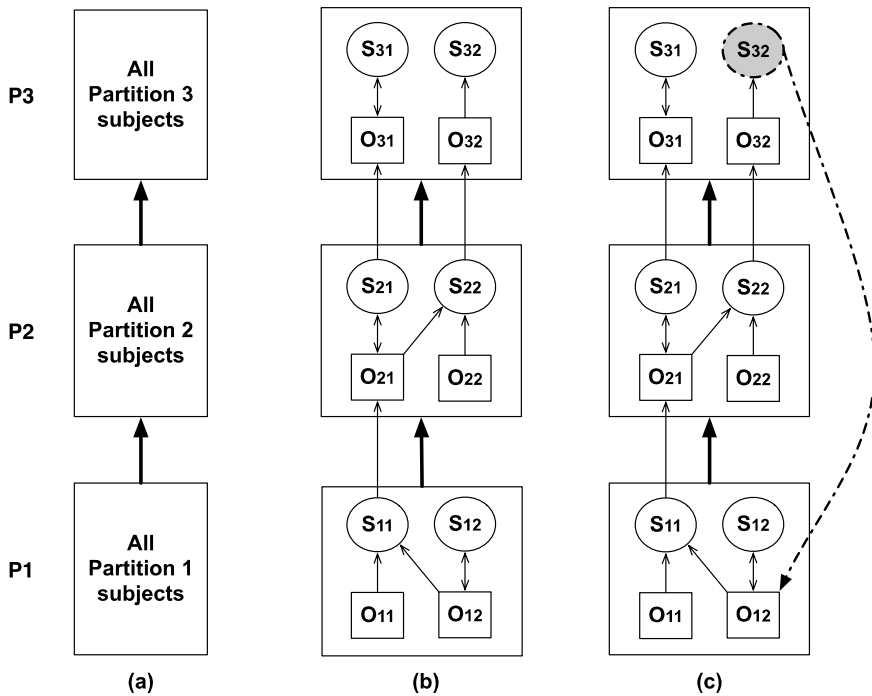 P3
All
Partition 3
subjects
S31 S32
O31 O32
S31 S32
O31 O32
P2
All
Partition 2
subjects
S21 S22
O21 O22
S21 S22
O21 O22
P1
All
Partition 1
subjects
S11 S12
O11 O12
S11 S12
O11 O12
(a) (b) (c)